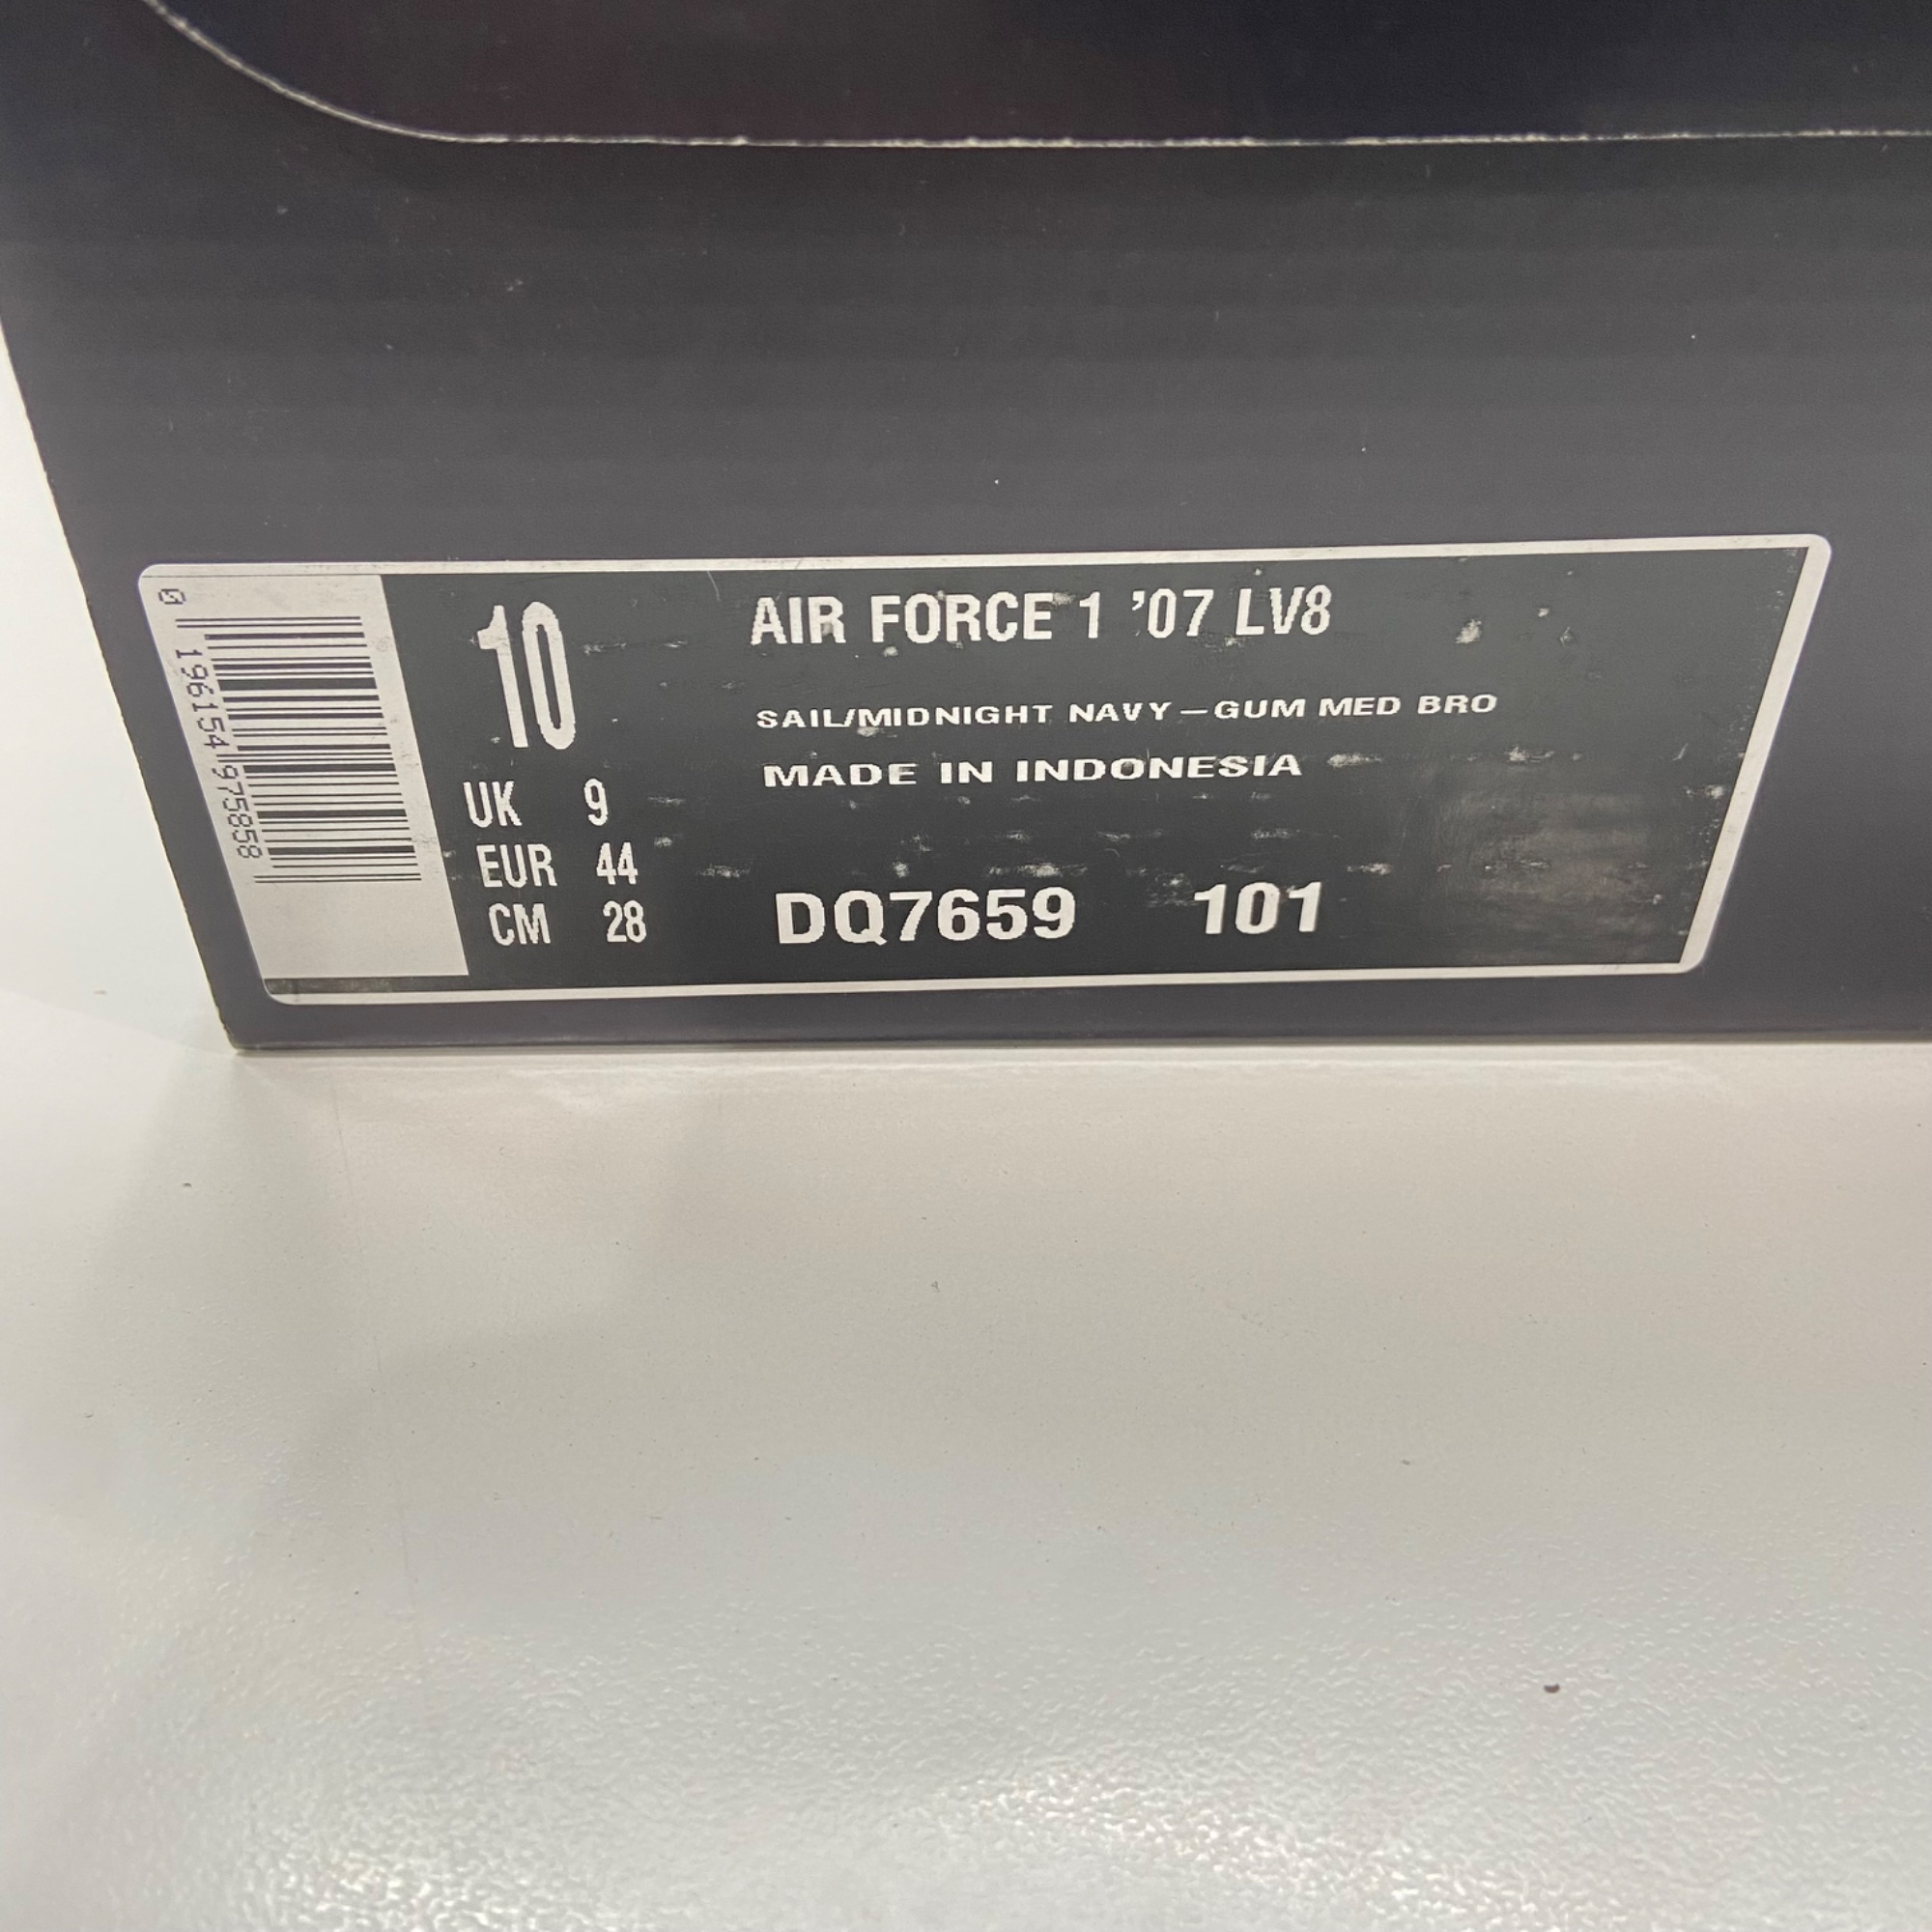 0 196154 975858
10
UK 9
EUR 44
CM 28
AIR FORCE 1 '07 LV8
SAIL/MIDNIGHT NAVY—GUM MED BRO
MADE IN INDONESIA
DQ7659 101